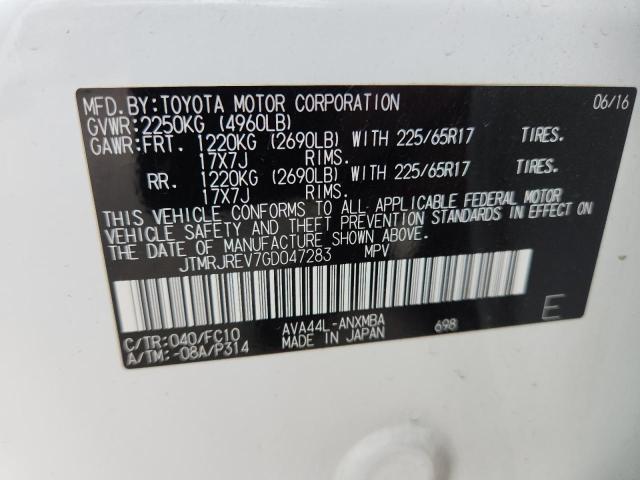 MFD.BY:TOYOTA MOTOR CORPORATION 06/16
GVWR:2250KG (4960LB)
GAWR:FRT. 1220KG (2690LB) WITH 225/65R17 TIRES.
17X7J RIMS.
RR. 1220KG (2690LB) WITH 225/65R17 TIRES.
17X7J RIMS.
THIS VEHICLE CONFORMS TO ALL APPLICABLE FEDERAL MOTOR
VEHICLE SAFETY AND THEFT PREVENTION STANDARDS IN EFFECT ON
THE DATE OF MANUFACTURE SHOWN ABOVE.
JTMRJREV7GD047283 MPV
C/TR:040/FC10 AVA44L-ANXMBA 698 E
A/TM:-08A/P314 MADE IN JAPAN